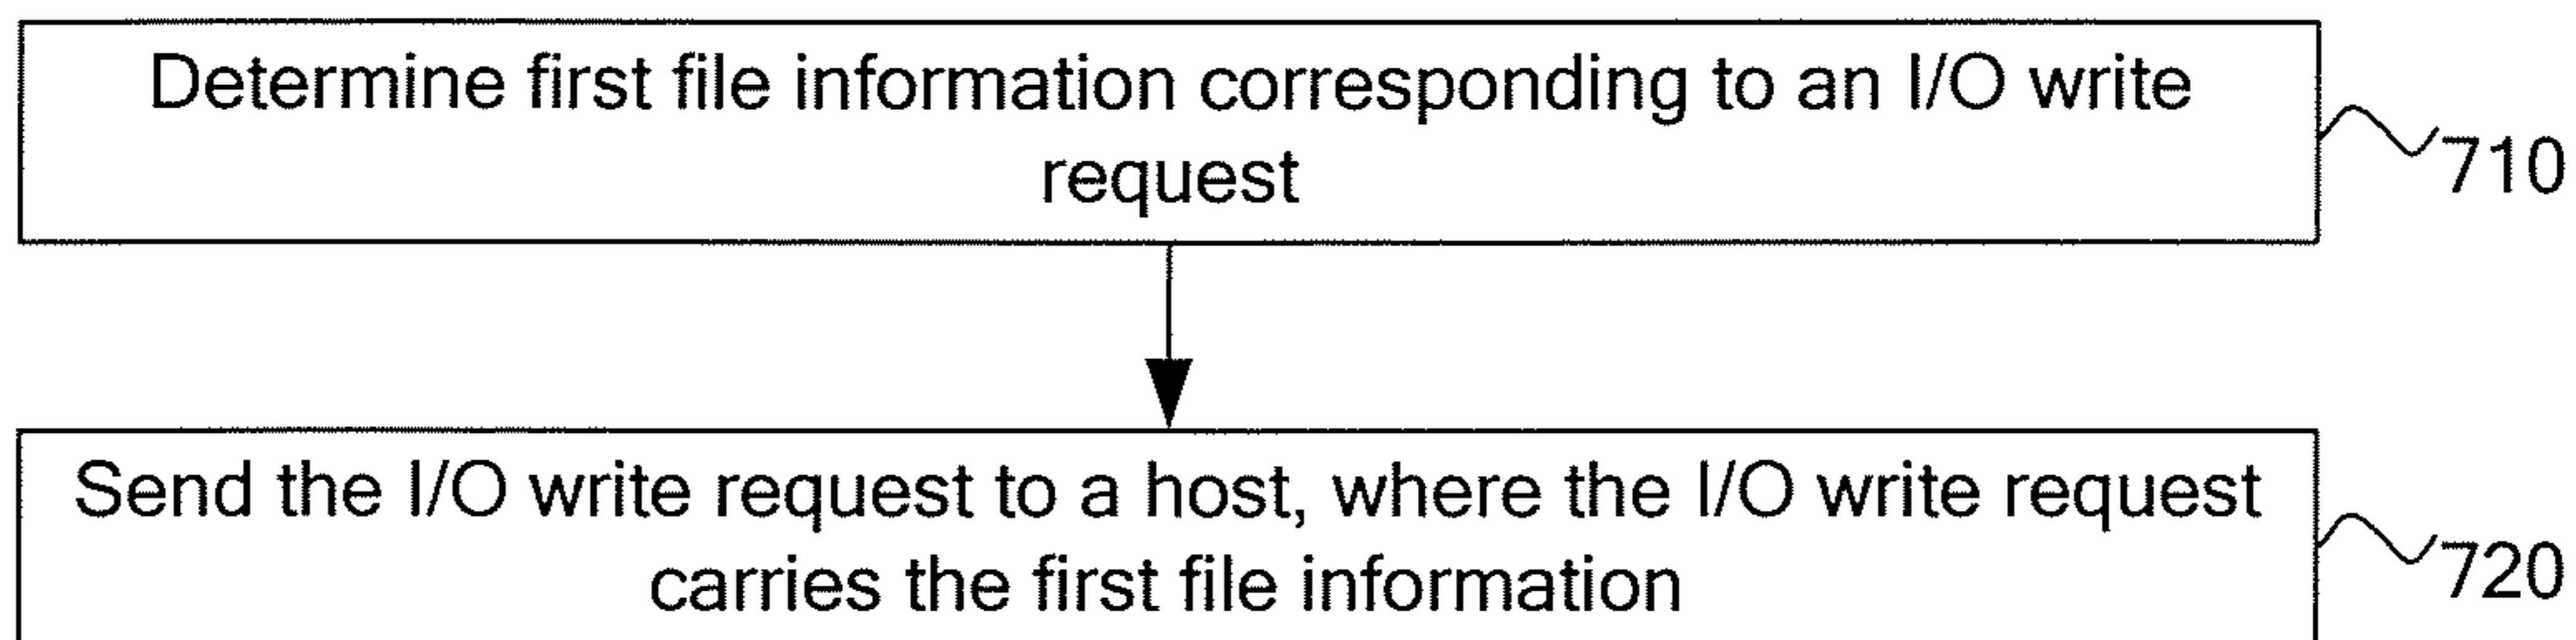 Determine first file information corresponding to an I/O write
request
710
Send the I/O write request to a host, where the I/O write request
carries the first file information
720